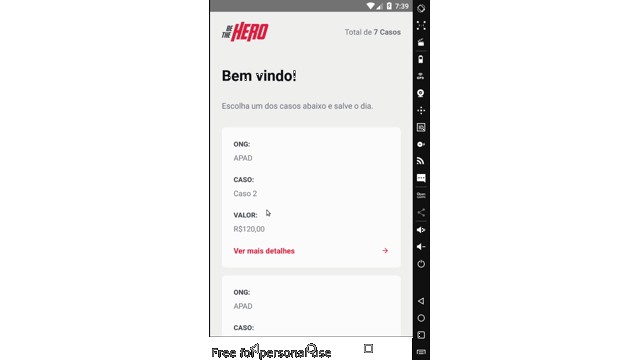 7:39
BE THE HERO
Total de 7 Casos
Bem vindo!
Escolha um dos casos abaixo e salve o dia.
ONG:
APAD
CASO:
Caso 2
VALOR:
R$120,00
Ver mais detalhes
ONG:
APAD
CASO:
Free for personal use
GPS